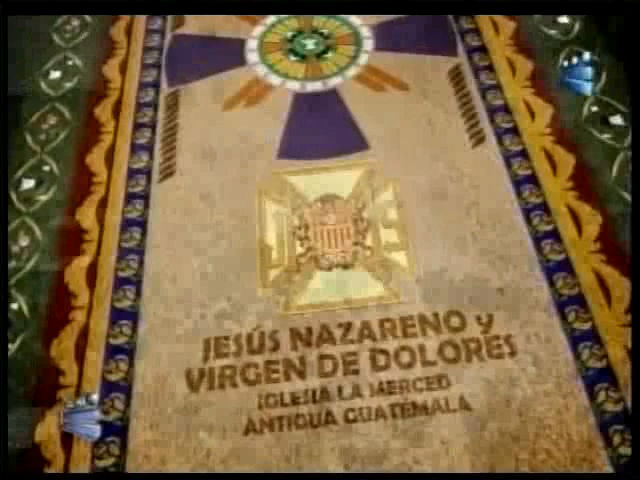 JESÚS NAZARENO y
VIRGEN DE DOLORES
IGLESIA LA MERCED
ANTIGUA GUATEMALA